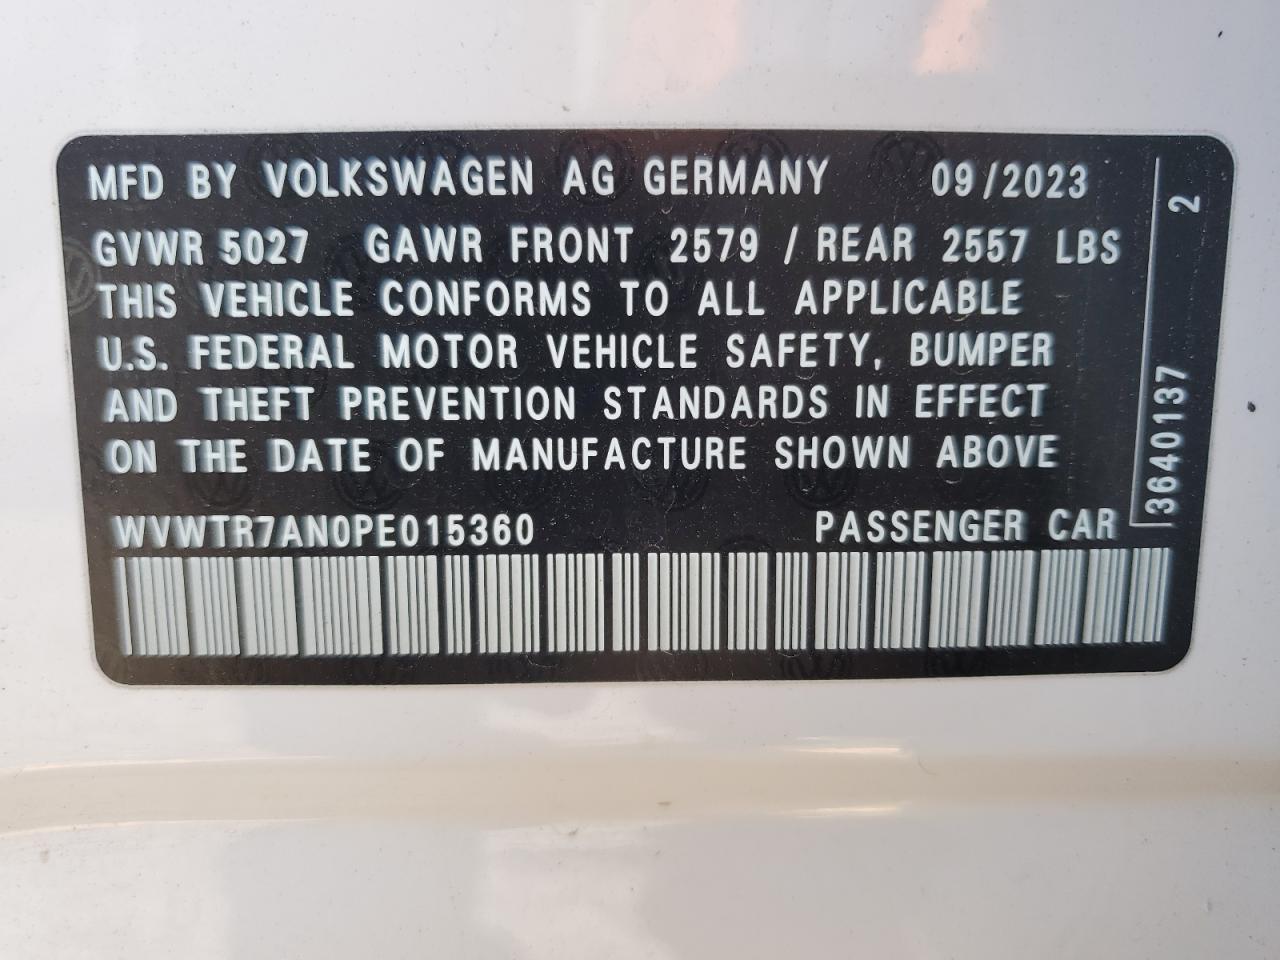 MFD BY VOLKSWAGEN AG GERMANY 09/2023
GVWR 5027 GAWR FRONT 2579 / REAR 2557 LBS
THIS VEHICLE CONFORMS TO ALL APPLICABLE
U.S. FEDERAL MOTOR VEHICLE SAFETY, BUMPER
AND THEFT PREVENTION STANDARDS IN EFFECT
ON THE DATE OF MANUFACTURE SHOWN ABOVE
WVWTR7AN0PE015360 PASSENGER CAR
3640137 2